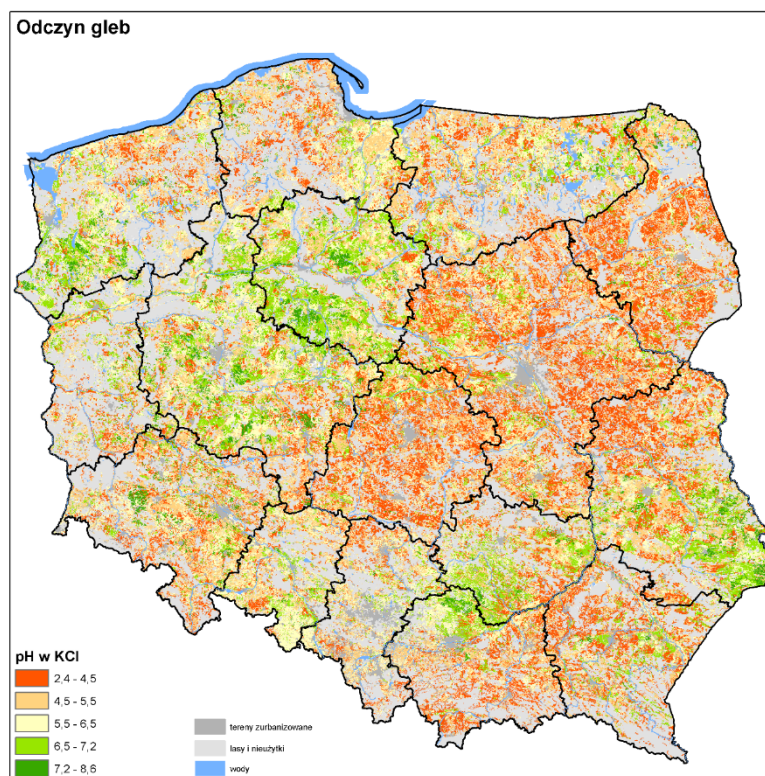 Odczyn gleb
pH w KCl
2,4 - 4,5
4,5 - 5,5
5,5 - 6,5
6,5 - 7,2
7,2 - 8,6
tereny zurbanizowane
lasy i nieużytki
wody